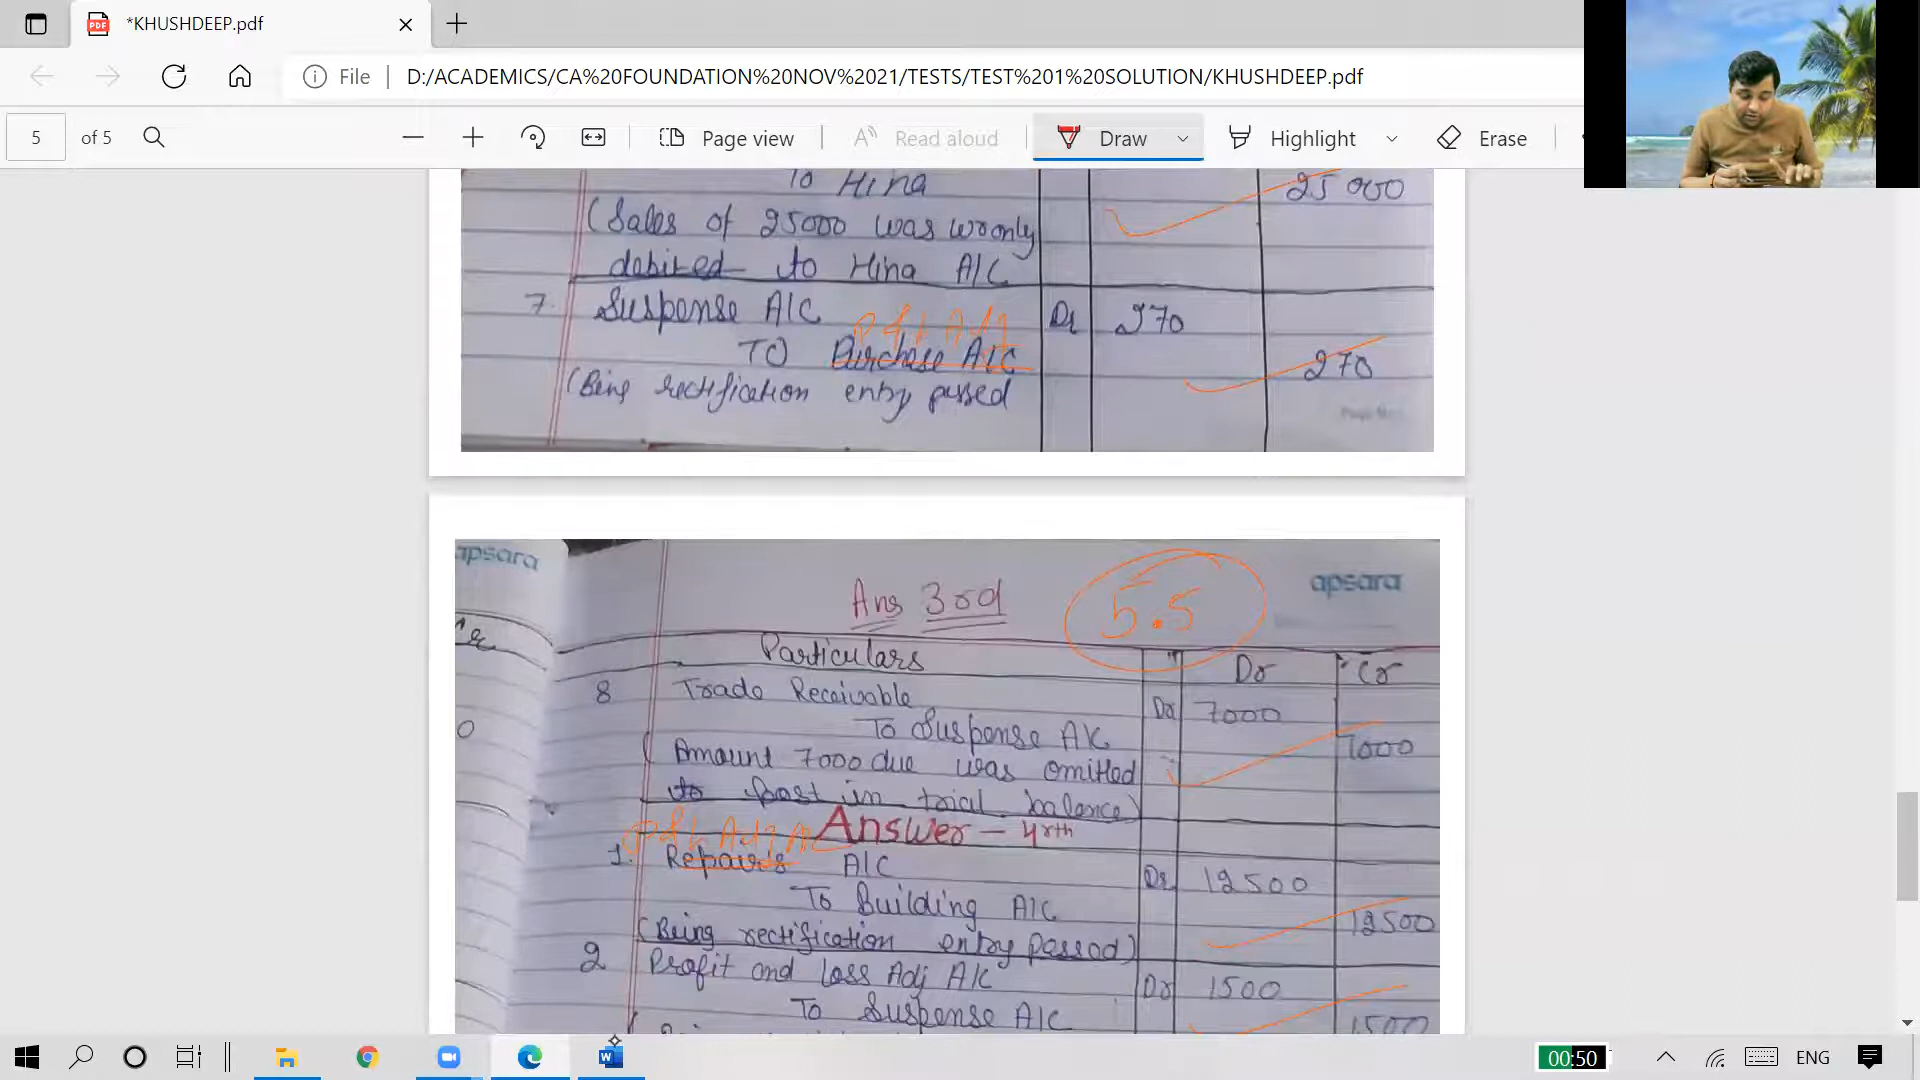 *KHUSHDEEP.pdf
File
D:/ACADEMICS/CA%20FOUNDATION%20NOV%2021/TESTS/TEST%201%20SOLUTION/KHUSHDEEP.pdf
5 of 5
Page view
Read aloud
Draw
Highlight
Erase
To Hina 25000
(Sales of 25000 was wronly
debited to Hina A/C
7. Suspense A/C Dr 270
P & L Adj
TO Purchase A/C 270
(Being rectification entry passed
apsara
Ans 3rd
5.5
apsara
Particulars Dr Cr
8 Trade Receivable Dr 7000
To Suspense A/C 7000
(Amount 7000 due was omitted
to post in trial balance)
Answer - 4rth
P & L Adj A/C
1. Repairs A/C Dr 12500
To Building A/C 12500
(Being rectification entry passed)
2 Profit and Loss Adj A/C Dr 1500
To Suspense A/C 1500
00:50
ENG